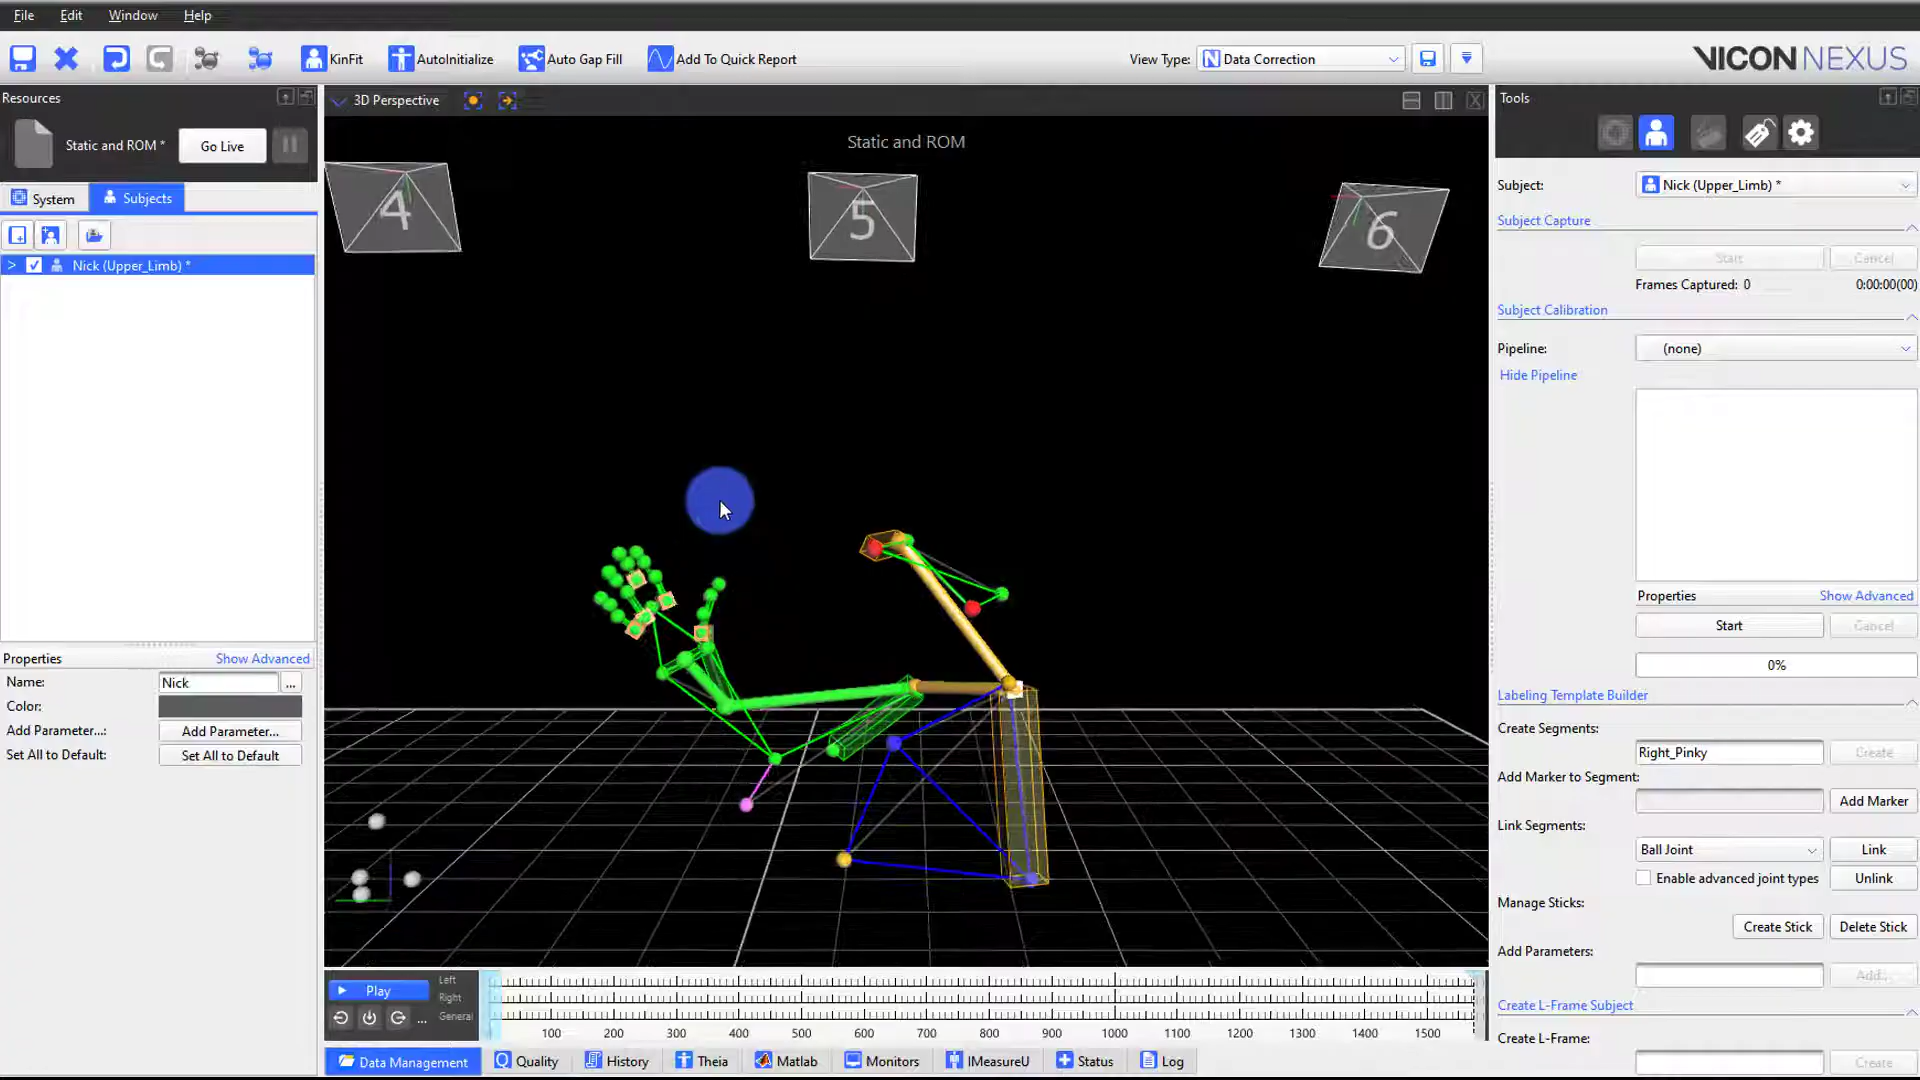 File Edit Window Help
KinFit AutoInitialize Auto Gap Fill Add To Quick Report View Type: Data Correction VICON NEXUS
Resources
Static and ROM * Go Live
System Subjects
> Nick (Upper_Limb) *
Properties Show Advanced
Name: Nick ...
Color:
Add Parameter...: Add Parameter...
Set All to Default: Set All to Default
3D Perspective
Static and ROM
4 5 6
Play Left
Right
General
...
100 200 300 400 500 600 700 800 900 1000 1100 1200 1300 1400 1500
Data Management Quality History Theia Matlab Monitors IMeasureU Status Log
Tools
Subject: Nick (Upper_Limb) *
Subject Capture
Start Cancel
Frames Captured: 0 0:00:00(00)
Subject Calibration
Pipeline: (none)
Hide Pipeline
Properties Show Advanced
Start Cancel
0%
Labeling Template Builder
Create Segments:
Right_Pinky Create
Add Marker to Segment:
Add Marker
Link Segments:
Ball Joint Link
Enable advanced joint types Unlink
Manage Sticks:
Create Stick Delete Stick
Add Parameters:
Add...
Create L-Frame Subject
Create L-Frame:
Create